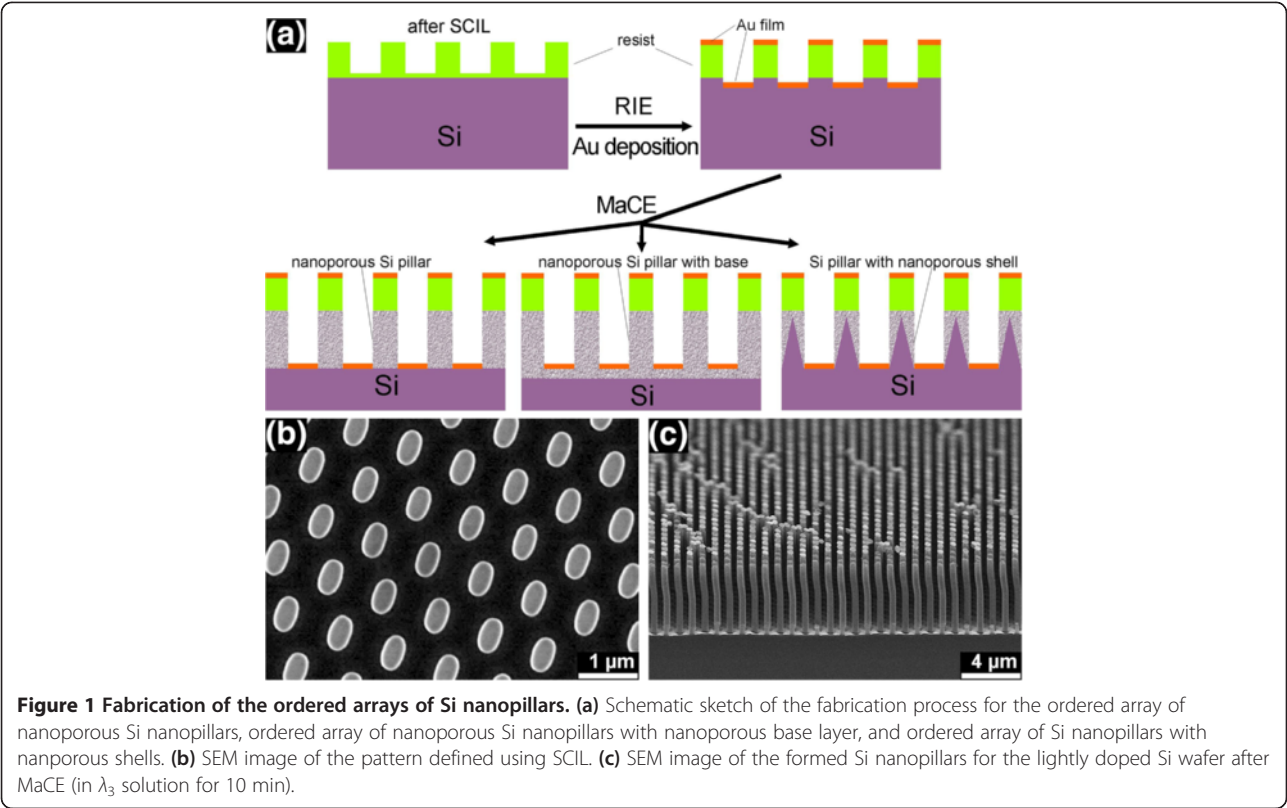 (a)
after SCIL
resist
Au film
Si
RIE
Au deposition
Si
MaCE
nanoporous Si pillar
nanoporous Si pillar with base
Si pillar with nanoporous shell
Si
Si
Si
(b)
1 µm
(c)
4 µm
Figure 1 Fabrication of the ordered arrays of Si nanopillars. (a) Schematic sketch of the fabrication process for the ordered array of
nanoporous Si nanopillars, ordered array of nanoporous Si nanopillars with nanoporous base layer, and ordered array of Si nanopillars with
nanporous shells. (b) SEM image of the pattern defined using SCIL. (c) SEM image of the formed Si nanopillars for the lightly doped Si wafer after
MaCE (in λ3 solution for 10 min).